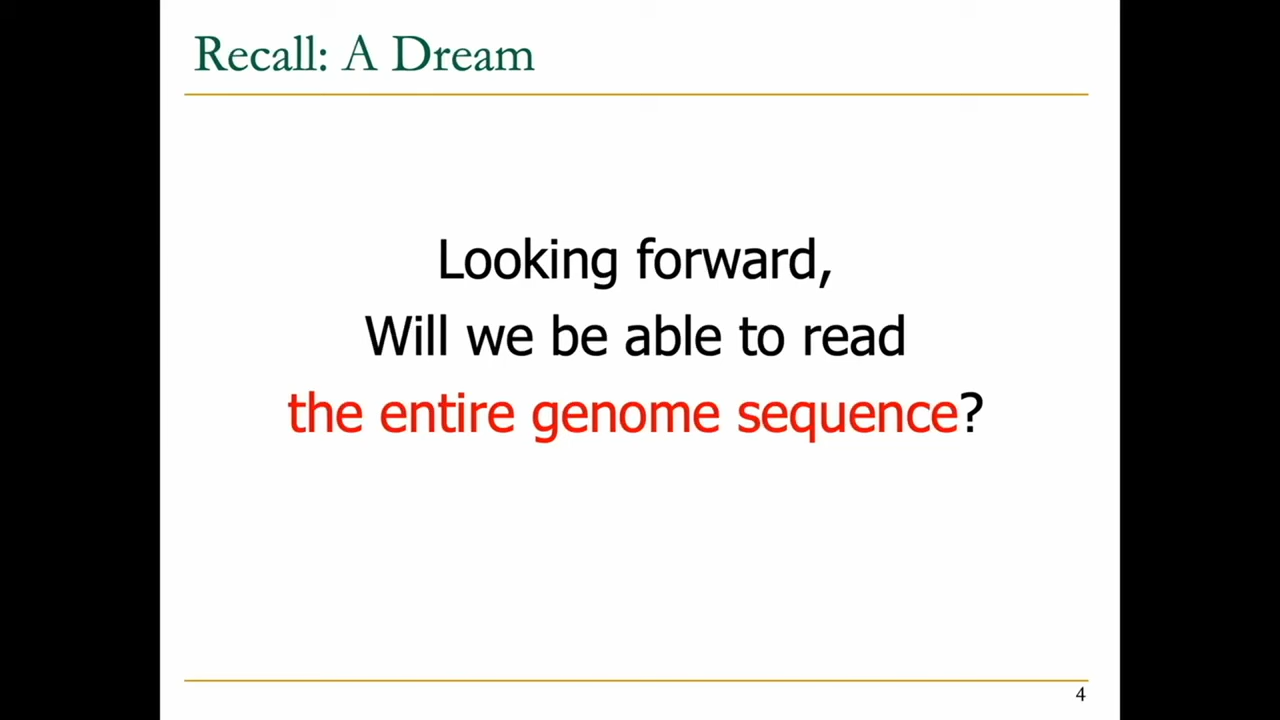 Recall: A Dream
Looking forward,
Will we be able to read
the entire genome sequence?
4